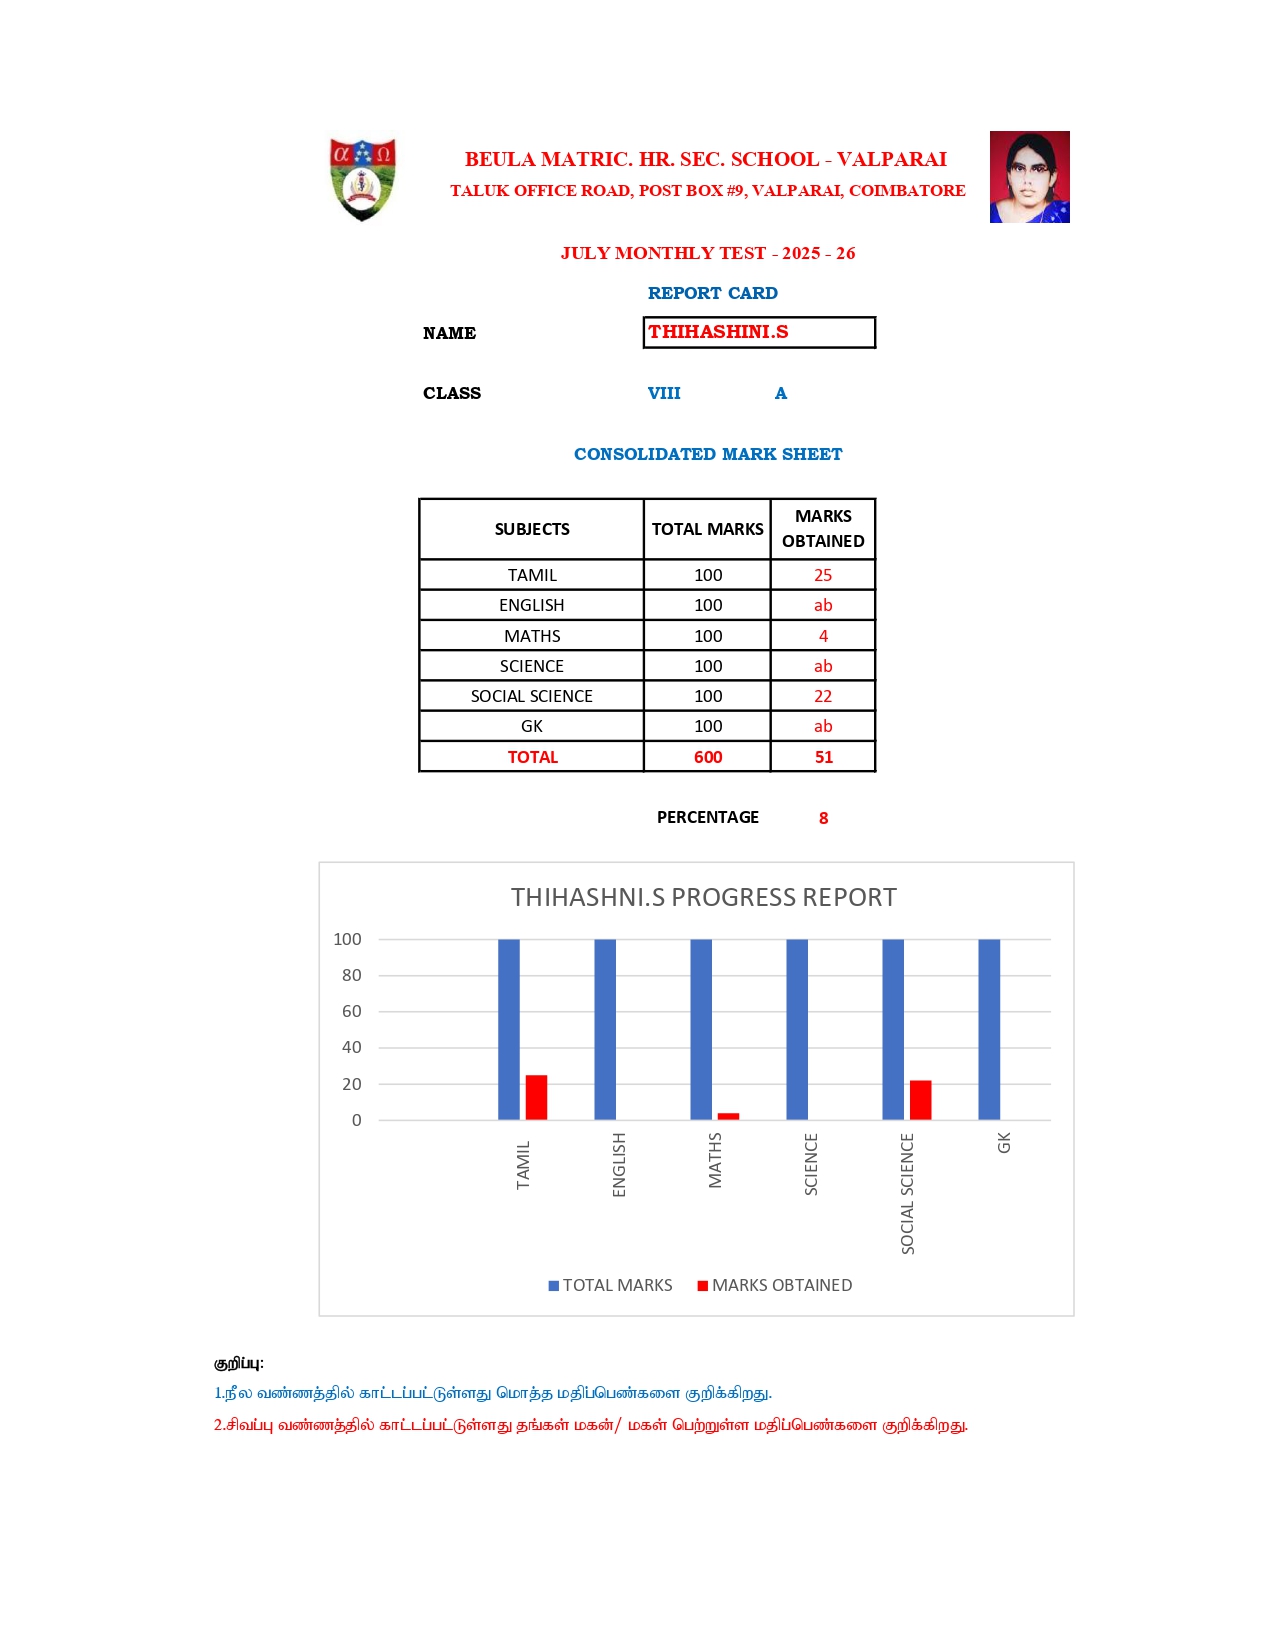 α Ω
BEULA MATRIC. HR. SEC. SCHOOL - VALPARAI
TALUK OFFICE ROAD, POST BOX #9, VALPARAI, COIMBATORE
JULY MONTHLY TEST - 2025 - 26
REPORT CARD
NAME THIHASHINI.S
CLASS VIII A
CONSOLIDATED MARK SHEET
SUBJECTS TOTAL MARKS MARKS OBTAINED
TAMIL 100 25
ENGLISH 100 ab
MATHS 100 4
SCIENCE 100 ab
SOCIAL SCIENCE 100 22
GK 100 ab
TOTAL 600 51
PERCENTAGE 8
THIHASHNI.S PROGRESS REPORT
100
80
60
40
20
0
TAMIL ENGLISH MATHS SCIENCE SOCIAL SCIENCE GK
TOTAL MARKS MARKS OBTAINED
குறிப்பு:
1.நீல வண்ணத்தில் காட்டப்பட்டுள்ளது மொத்த மதிப்பெண்களை குறிக்கிறது.
2.சிவப்பு வண்ணத்தில் காட்டப்பட்டுள்ளது தங்கள் மகன்/ மகள் பெற்றுள்ள மதிப்பெண்களை குறிக்கிறது.